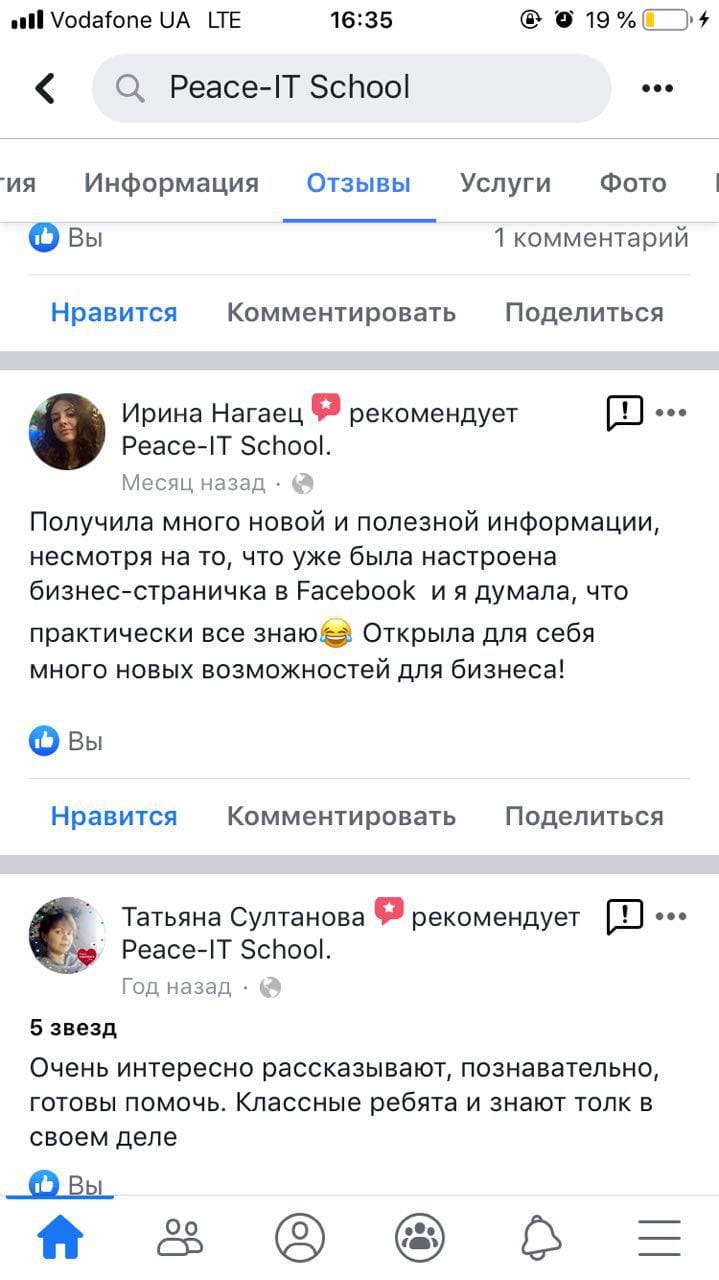 Vodafone UA LTE 16:35 19 %
Peace-IT School
гия Информация Отзывы Услуги Фото
Вы 1 комментарий
Нравится Комментировать Поделиться
Ирина Нагаец рекомендует
Peace-IT School.
Месяц назад ·
Получила много новой и полезной информации,
несмотря на то, что уже была настроена
бизнес-страничка в Facebook и я думала, что
практически все знаю😂 Открыла для себя
много новых возможностей для бизнеса!
Вы
Нравится Комментировать Поделиться
Татьяна Султанова рекомендует
Peace-IT School.
Год назад ·
5 звезд
Очень интересно рассказывают, познавательно,
готовы помочь. Классные ребята и знают толк в
своем деле
Вы